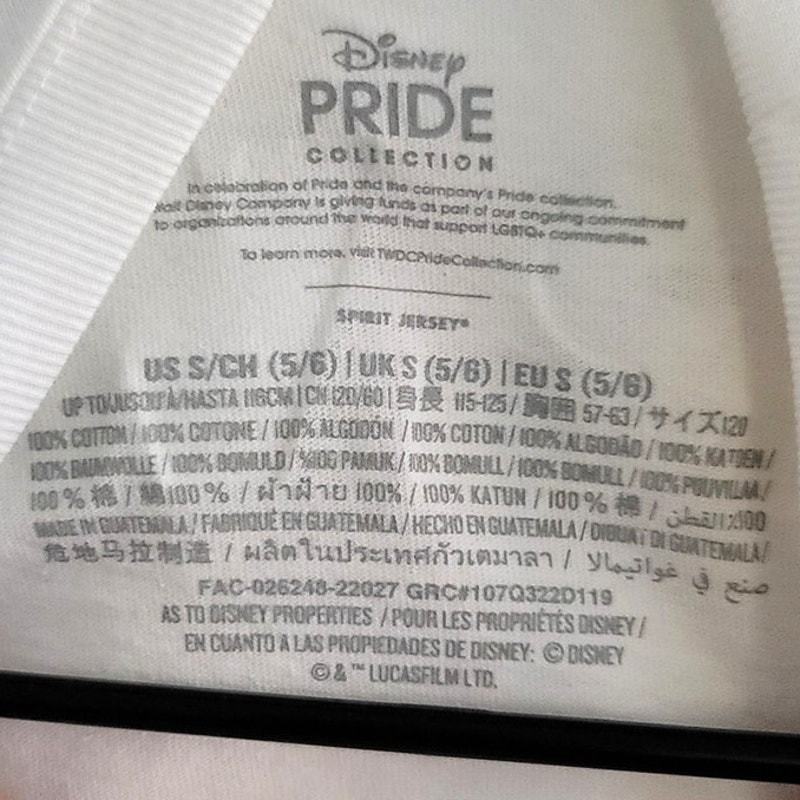 Disney
PRIDE
COLLECTION
In celebration of Pride and the company's Pride collection,
Walt Disney Company is giving funds as part of our ongoing commitment
to organizations around the world that support LGBTQ+ communities.
To learn more, visit TWDCPrideCollection.com
SPIRIT JERSEY®
US S/CH (5/6) | UK S (5/6) | EU S (5/6)
UP TO/JUSQU'À/HASTA 116CM | CN 120/60 | 身長 115-125 / 胸囲 57-63 / サイズ120
100% COTTON / 100% COTONE / 100% ALGODÓN / 100% COTON / 100% ALGODÃO / 100% KATOEN /
100% BAUMWOLLE / 100% BOMULD / %100 PAMUK / 100% BOMULL / 100% BOMULL / 100% PUUVILLAA /
100% 棉 / 綿100% / ผ้าฝ้าย 100% / 100% KATUN / 100% 棉 / 100٪ القطن
MADE IN GUATEMALA / FABRIQUÉ EN GUATEMALA / HECHO EN GUATEMALA / DIBUAT DI GUATEMALA /
危地马拉制造 / ผลิตในประเทศกัวเตมาลา / صنع في غواتيمالا
FAC-026248-22027 GRC#107Q322D119
AS TO DISNEY PROPERTIES / POUR LES PROPRIÉTÉS DISNEY /
EN CUANTO A LAS PROPIEDADES DE DISNEY: © DISNEY
© & ™ LUCASFILM LTD.